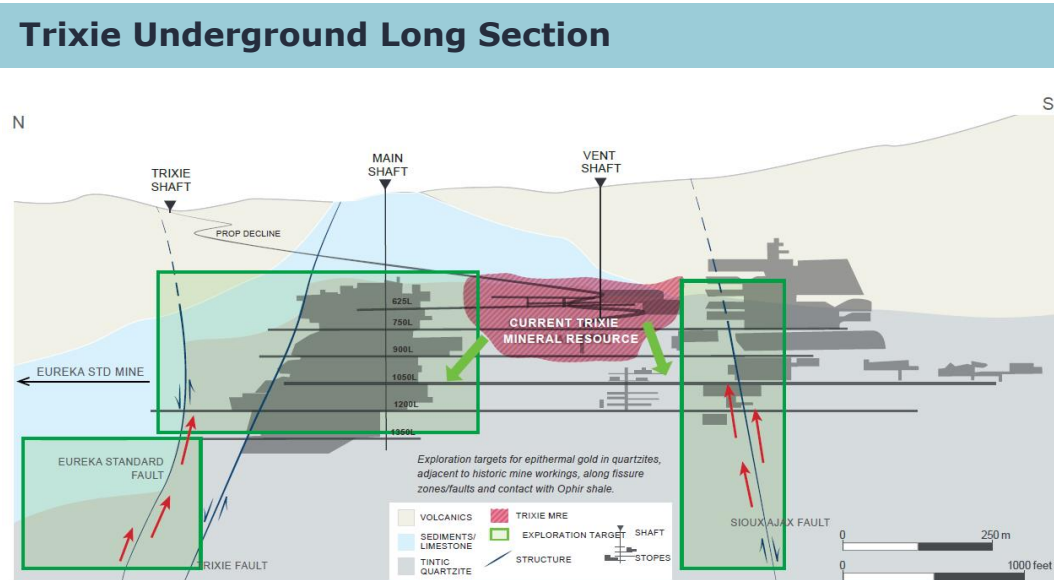 Trixie Underground Long Section
N
S
TRIXIE
SHAFT
MAIN
SHAFT
VENT
SHAFT
PROP DECLINE
625L
750L
900L
1050L
1200L
1350L
CURRENT TRIXIE
MINERAL RESOURCE
EUREKA STD MINE
EUREKA STANDARD
FAULT
TRIXIE FAULT
SIOUX AJAX FAULT
Exploration targets for epithermal gold in quartzites,
adjacent to historic mine workings, along fissure
zones/faults and contact with Ophir shale.
VOLCANICS
SEDIMENTS/
LIMESTONE
TINTIC
QUARTZITE
TRIXIE MRE
EXPLORATION TARGET
STRUCTURE
SHAFT
STOPES
0
250 m
0
1000 feet